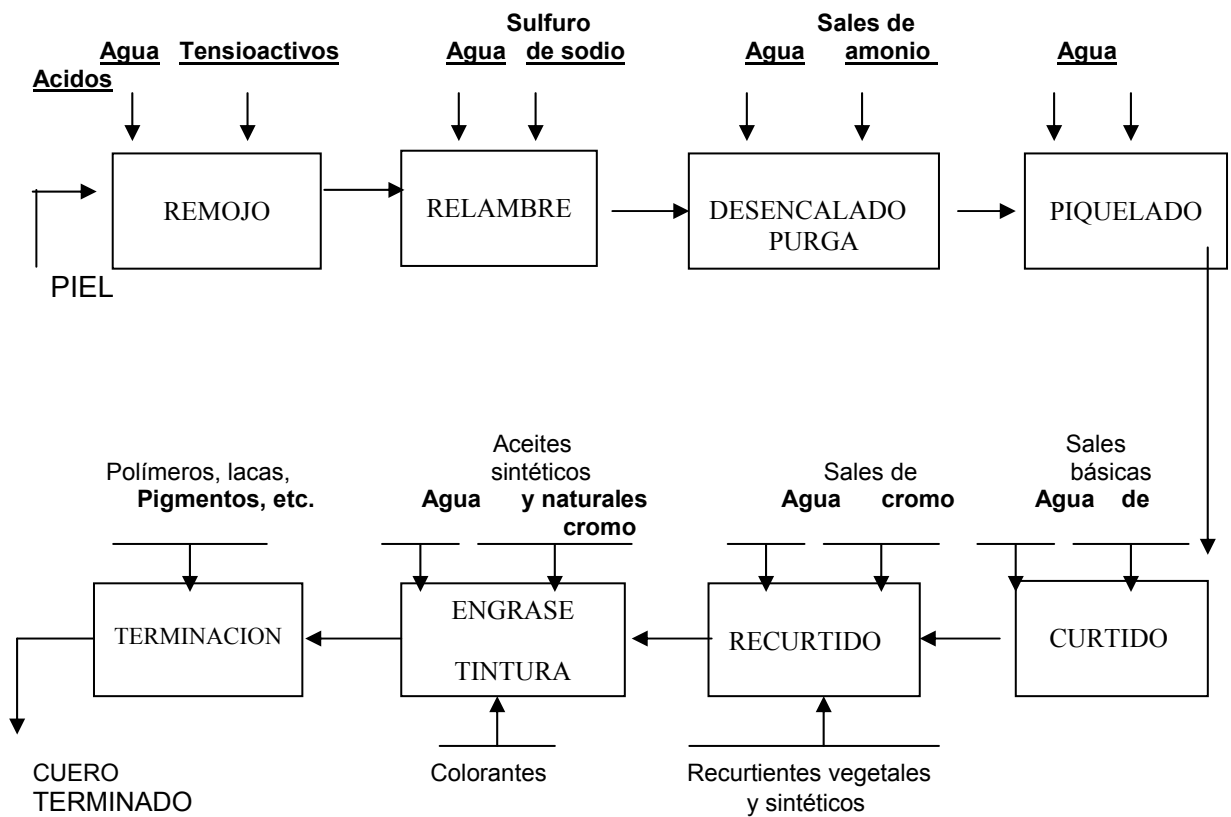 Sulfuro
Sales de
Agua Tensioactivos
Agua de sodio
Agua amonio
Agua
Acidos
REMOJO
RELAMBRE
DESENCALADO
PURGA
PIQUELADO
PIEL
Polímeros, lacas,
Pigmentos, etc.
Aceites
sintéticos
Agua y naturales
cromo
Sales de
Agua cromo
Sales
básicas
Agua de
TERMINACION
ENGRASE
TINTURA
RECURTIDO
CURTIDO
CUERO
TERMINADO
Colorantes
Recurtientes vegetales
y sintéticos